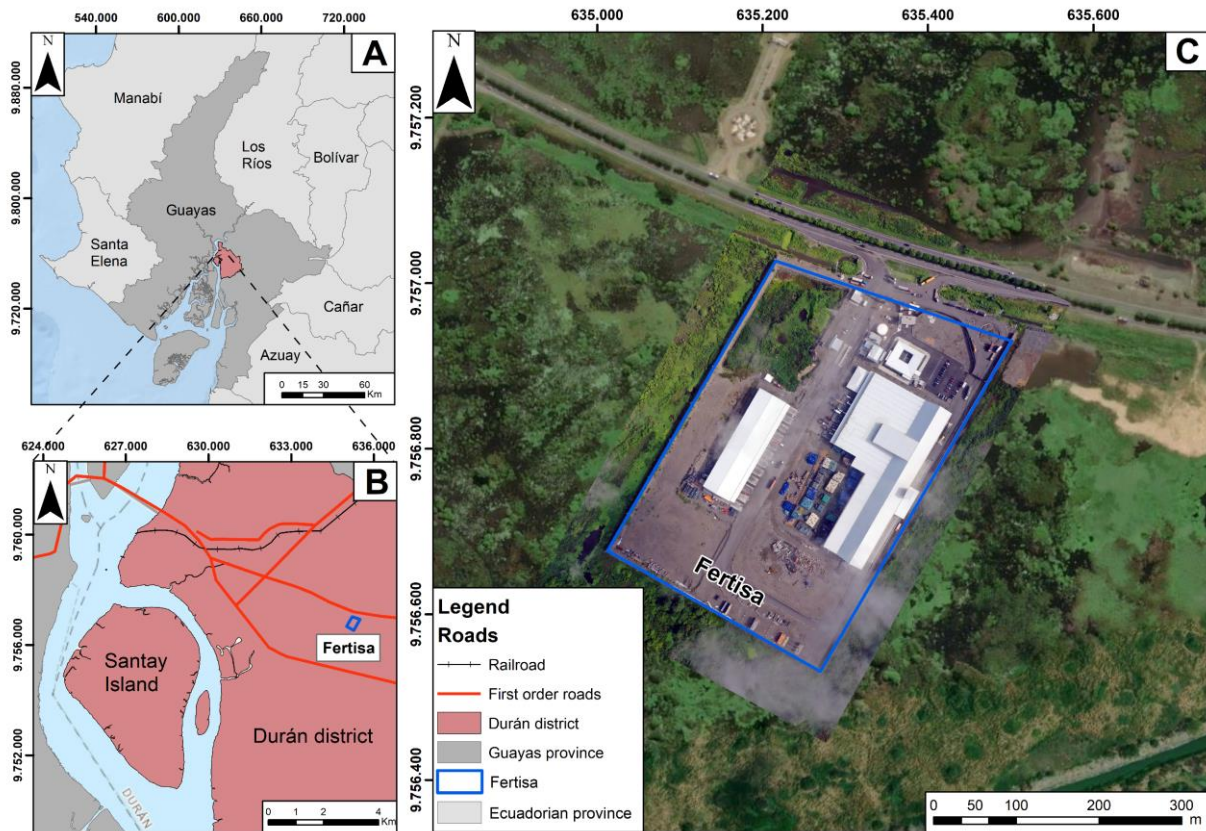 540.000 600.000 660.000 720.000
N
A
9.880.000
9.800.000
9.720.000
Manabí
Los
Ríos
Bolívar
Guayas
Santa
Elena
Cañar
Azuay
0 15 30 60
Km
624.000 627.000 630.000 633.000 636.000
N
B
9.760.000
9.756.000
9.752.000
Santay
Island
Fertisa
Durán district
DURÁN
0 1 2 4
Km
635.000 635.200 635.400 635.600
N
C
9.757.200
9.757.000
9.756.800
9.756.600
9.756.400
Fertisa
Legend
Roads
Railroad
First order roads
Durán district
Guayas province
Fertisa
Ecuadorian province
0 50 100 200 300
m